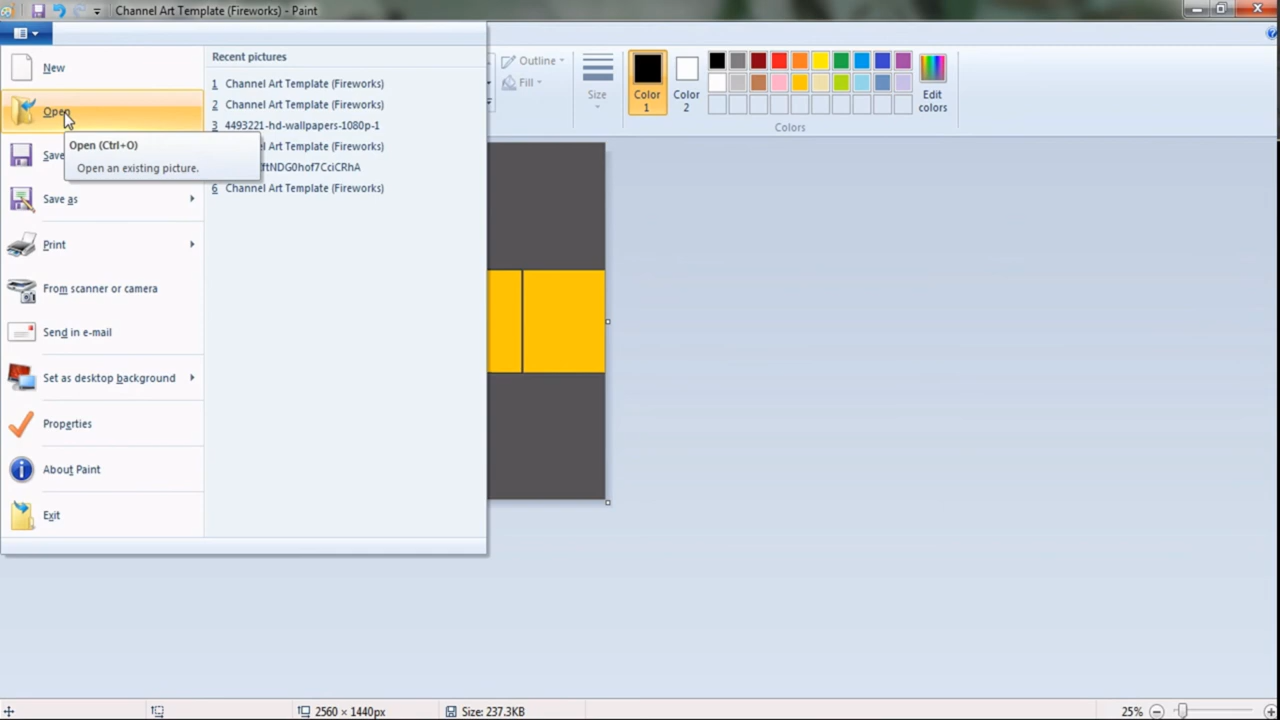 Channel Art Template (Fireworks) - Paint
New
Open
Open (Ctrl+O)
Open an existing picture.
Save as
Print
From scanner or camera
Send in e-mail
Set as desktop background
Properties
About Paint
Exit
Recent pictures
1 Channel Art Template (Fireworks)
2 Channel Art Template (Fireworks)
3 4493221-hd-wallpapers-1080p-1
el Art Template (Fireworks)
ftNDG0hof7CciCRhA
6 Channel Art Template (Fireworks)
Outline
Fill
Size
Color 1
Color 2
Edit colors
Colors
2560 × 1440px
Size: 237.3KB
25%